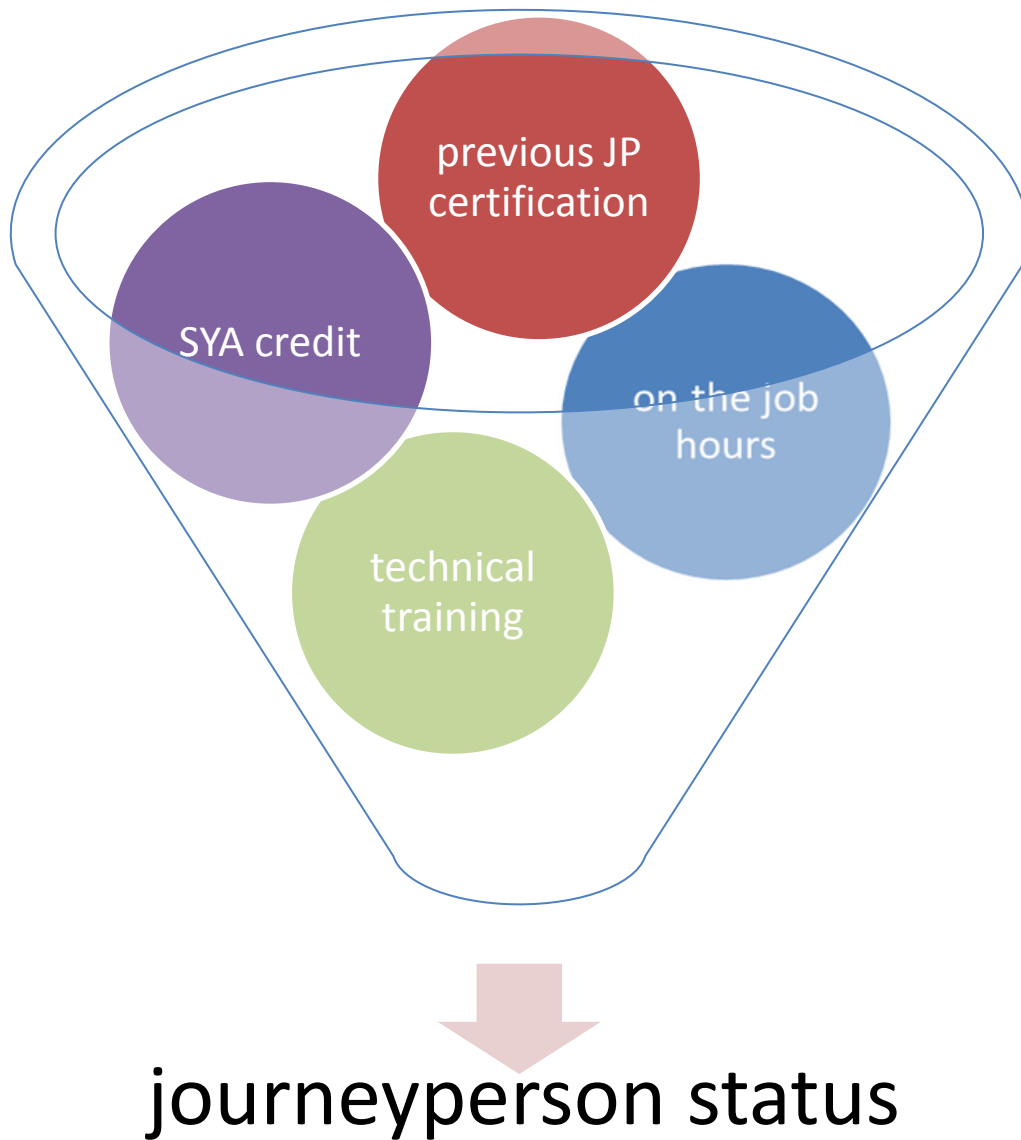 previous JP
certification
SYA credit
on the job
hours
technical
training
journeyperson status